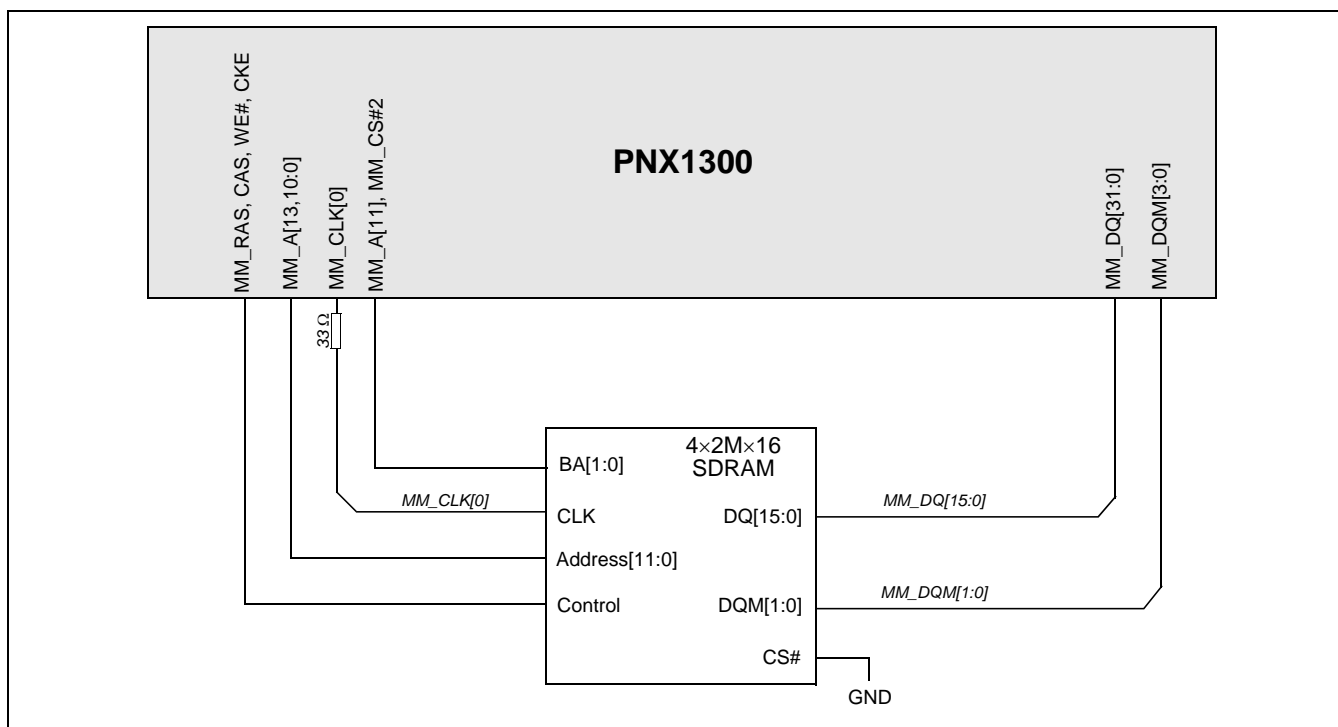 MM_RAS, CAS, WE#, CKE
MM_A[13,10:0]
MM_CLK[0]
MM_A[11], MM_CS#2
PNX1300
MM_DQ[31:0]
MM_DQM[3:0]
33 Ω
4×2M×16
SDRAM
BA[1:0]
MM_CLK[0]
CLK
DQ[15:0]
MM_DQ[15:0]
Address[11:0]
Control
DQM[1:0]
MM_DQM[1:0]
CS#
GND